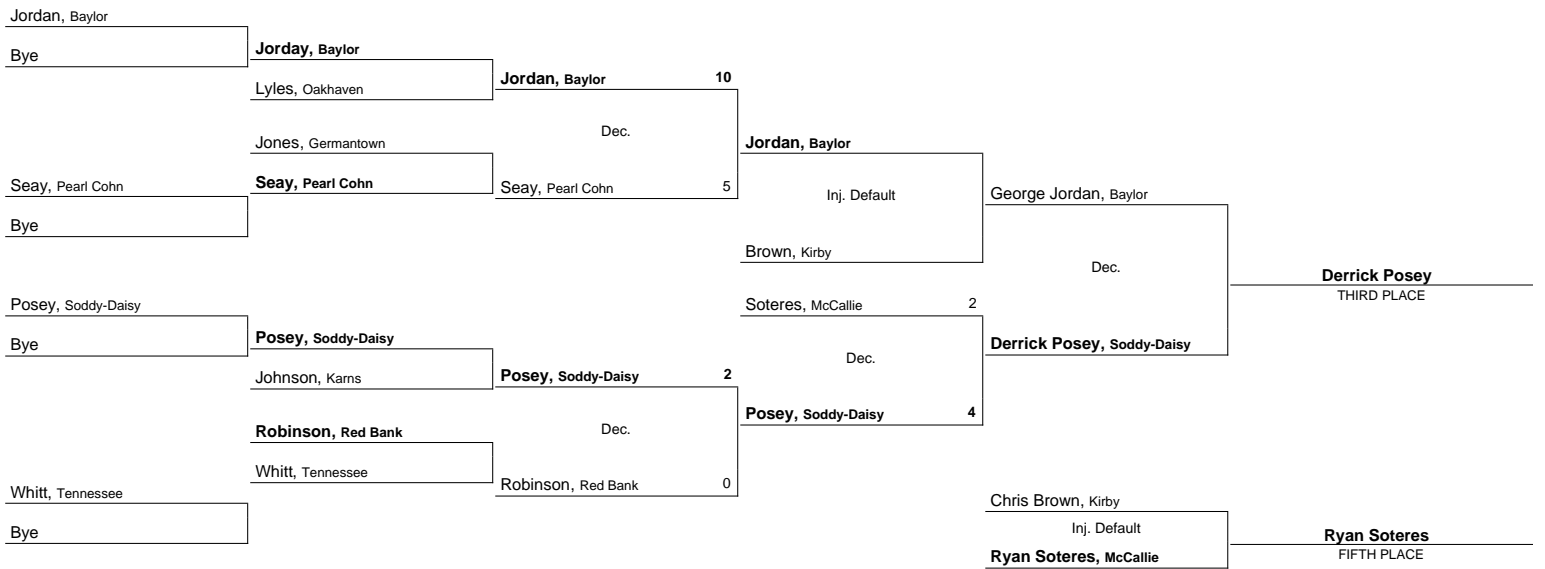 Jordan, Baylor
Bye
Jorday, Baylor
Lyles, Oakhaven
Jordan, Baylor 10
Dec.
Jones, Germantown
Jordan, Baylor
Seay, Pearl Cohn
Seay, Pearl Cohn
Seay, Pearl Cohn 5
Inj. Default
George Jordan, Baylor
Bye
Brown, Kirby
Dec.
Derrick Posey
THIRD PLACE
Posey, Soddy-Daisy
Soteres, McCallie 2
Bye
Posey, Soddy-Daisy
Derrick Posey, Soddy-Daisy
Dec.
Johnson, Karns
Posey, Soddy-Daisy 2
Posey, Soddy-Daisy 4
Robinson, Red Bank
Dec.
Whitt, Tennessee
Robinson, Red Bank 0
Whitt, Tennessee
Chris Brown, Kirby
Bye
Inj. Default
Ryan Soteres
FIFTH PLACE
Ryan Soteres, McCallie